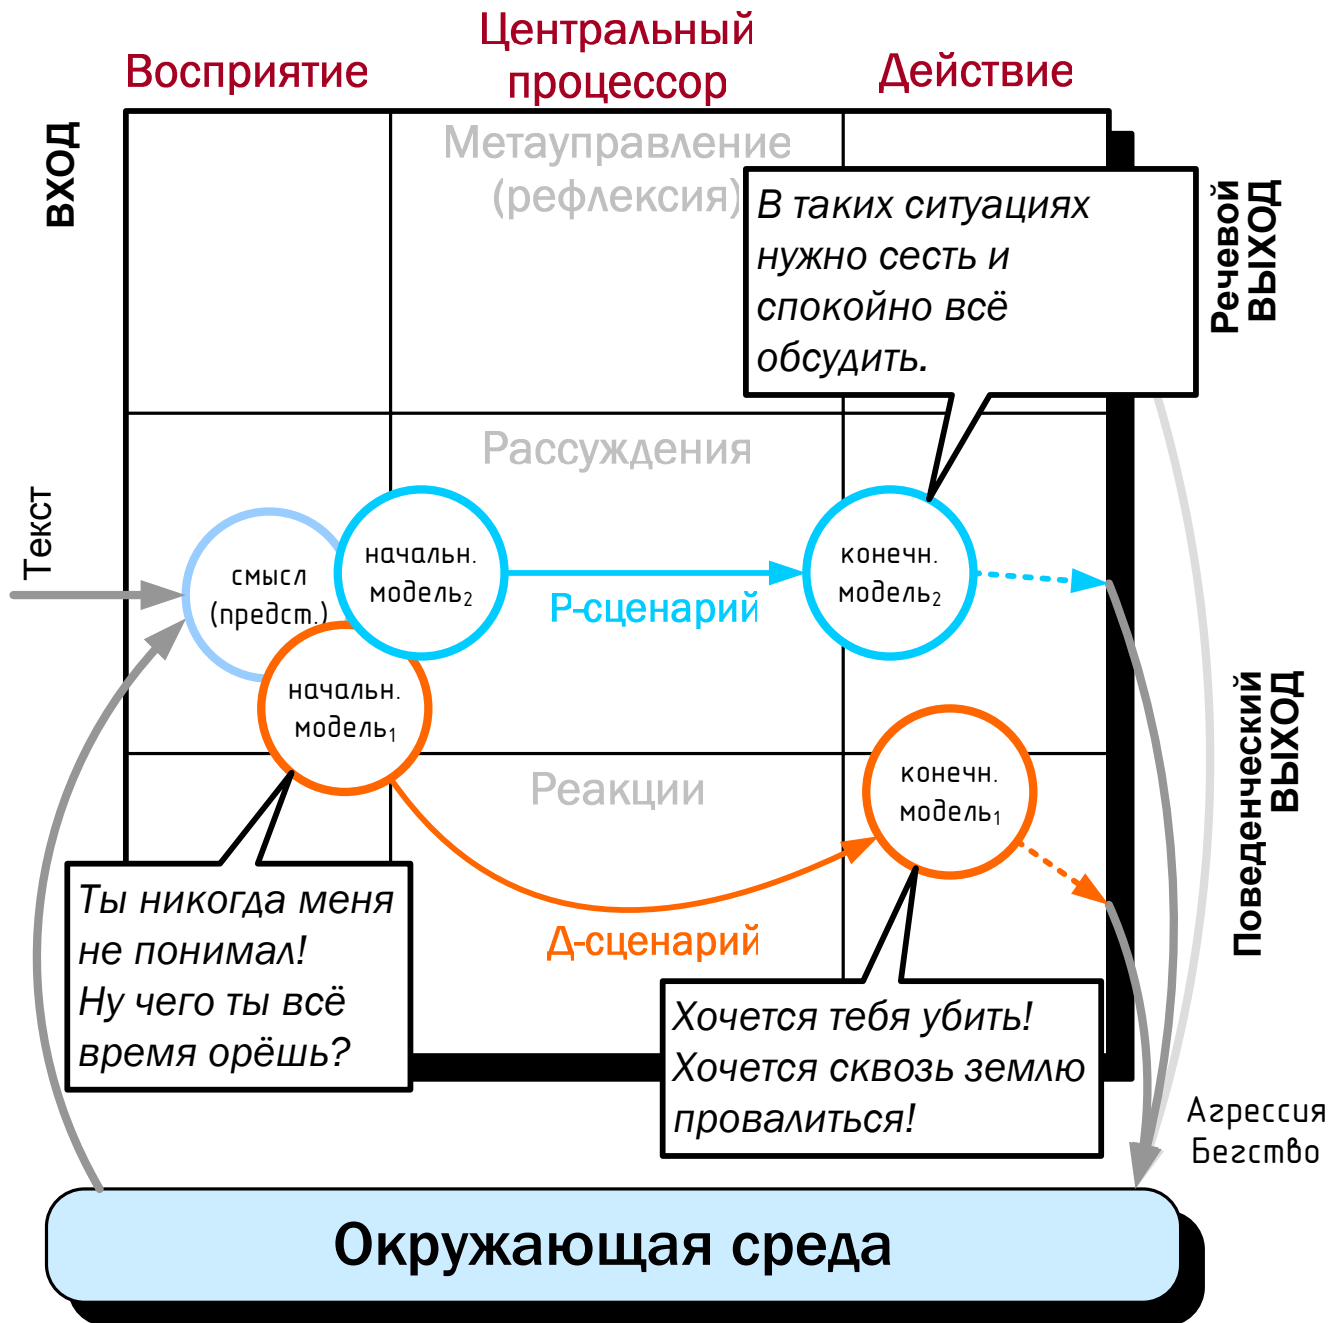 Центральный
процессор
Восприятие
Действие
ВХОД
Метауправление
(рефлексия)
В таких ситуациях
нужно сесть и
спокойно всё
обсудить.
Речевой
ВЫХОД
Рассуждения
Текст
смысл
(предст.)
начальн.
модель2
Р-сценарий
конечн.
модель2
начальн.
модель1
Реакции
конечн.
модель1
Поведенческий
ВЫХОД
Ты никогда меня
не понимал!
Ну чего ты всё
время орёшь?
Д-сценарий
Хочется тебя убить!
Хочется сквозь землю
провалиться!
Агрессия
Бегство
Окружающая среда